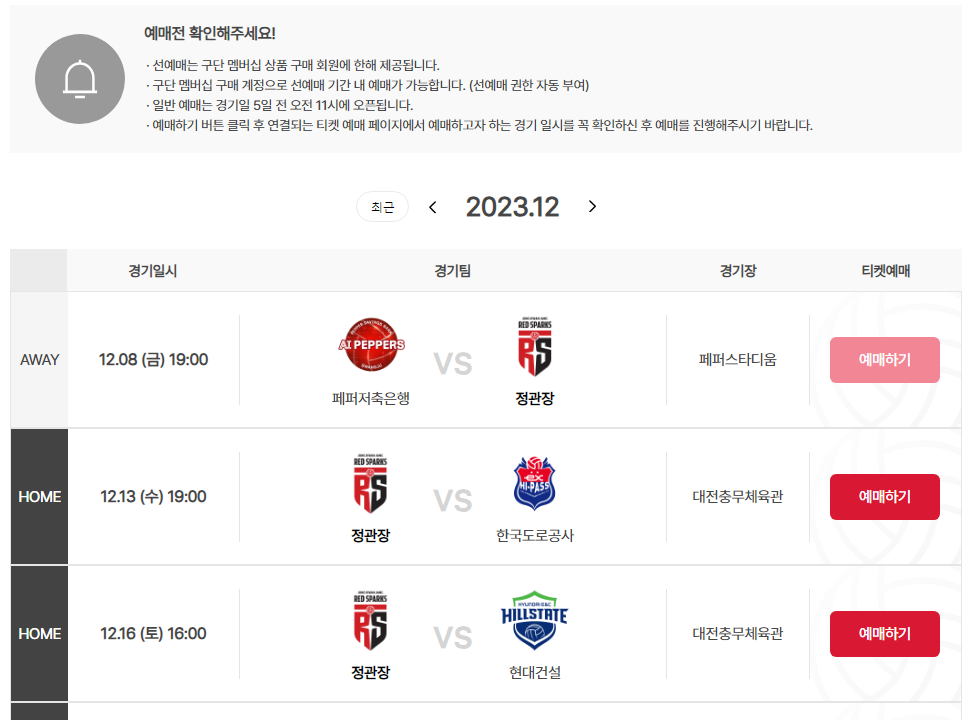 예매전 확인해주세요!
· 선예매는 구단 멤버십 상품 구매 회원에 한해 제공됩니다.
· 구단 멤버십 구매 계정으로 선예매 기간 내 예매가 가능합니다. (선예매 권한 자동 부여)
· 일반 예매는 경기일 5일 전 오전 11시에 오픈됩니다.
· 예매하기 버튼 클릭 후 연결되는 티켓 예매 페이지에서 예매하고자 하는 경기 일시를 꼭 확인하신 후 예매를 진행해주시기 바랍니다.
최근 < 2023.12 >
경기일시 경기팀 경기장 티켓예매
AI PEPPERS
RED SPARKS
RS
AWAY 12.08 (금) 19:00 VS 페퍼스타디움 예매하기
페퍼저축은행 정관장
RED SPARKS
RS
ex
HI-PASS
HOME 12.13 (수) 19:00 VS 대전충무체육관 예매하기
정관장 한국도로공사
RED SPARKS
RS
HYUNDAI E&C
HILLSTATE
HOME 12.16 (토) 16:00 VS 대전충무체육관 예매하기
정관장 현대건설